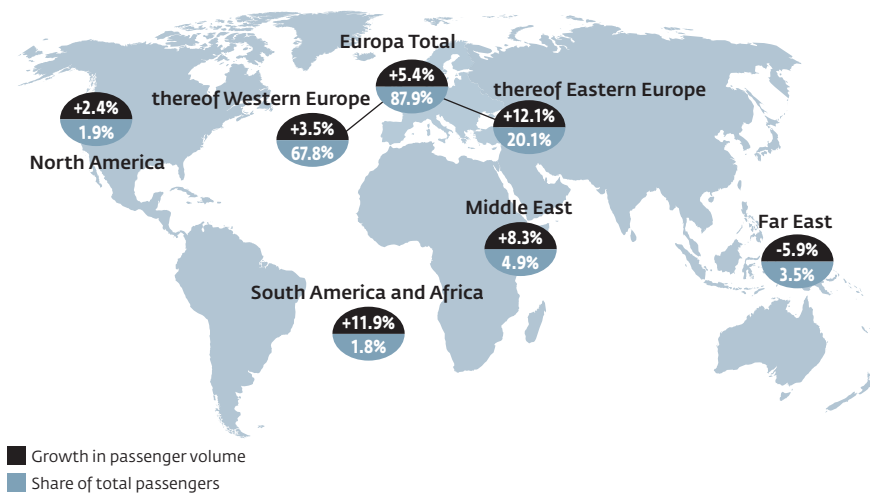 Europa Total
+5.4%
87.9%
thereof Western Europe
+3.5%
67.8%
thereof Eastern Europe
+12.1%
20.1%
+2.4%
1.9%
North America
Middle East
+8.3%
4.9%
Far East
-5.9%
3.5%
South America and Africa
+11.9%
1.8%
Growth in passenger volume
Share of total passengers